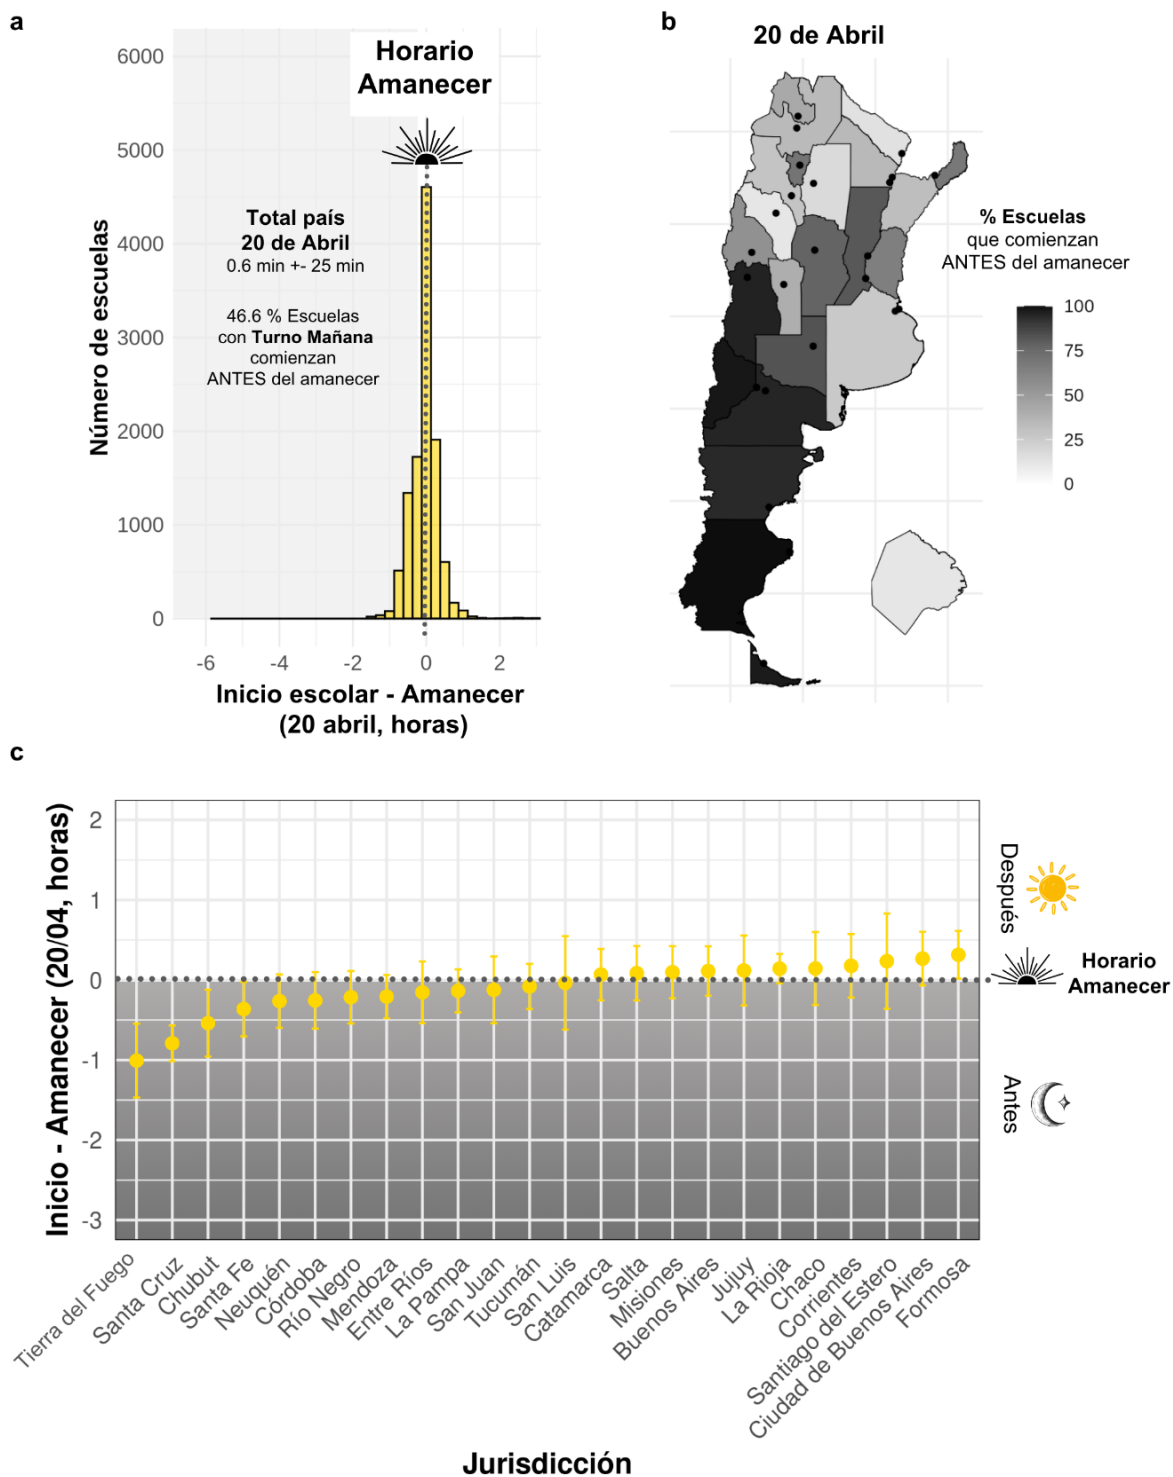 a
Horario
Amanecer
Total país
20 de Abril
0.6 min +- 25 min
46.6 % Escuelas
con Turno Mañana
comienzan
ANTES del amanecer
Número de escuelas
6000
5000
4000
3000
2000
1000
0
-6
-4
-2
0
2
Inicio escolar - Amanecer
(20 abril, horas)
b
20 de Abril
% Escuelas
que comienzan
ANTES del amanecer
100
75
50
25
0
c
Inicio - Amanecer (20/04, horas)
2
1
0
-1
-2
-3
Después
Horario
Amanecer
Antes
Tierra del Fuego
Santa Cruz
Chubut
Santa Fe
Neuquén
Córdoba
Río Negro
Mendoza
Entre Ríos
La Pampa
San Juan
Tucumán
San Luis
Catamarca
Salta
Misiones
Buenos Aires
Jujuy
La Rioja
Chaco
Corrientes
Santiago del Estero
Ciudad de Buenos Aires
Formosa
Jurisdicción